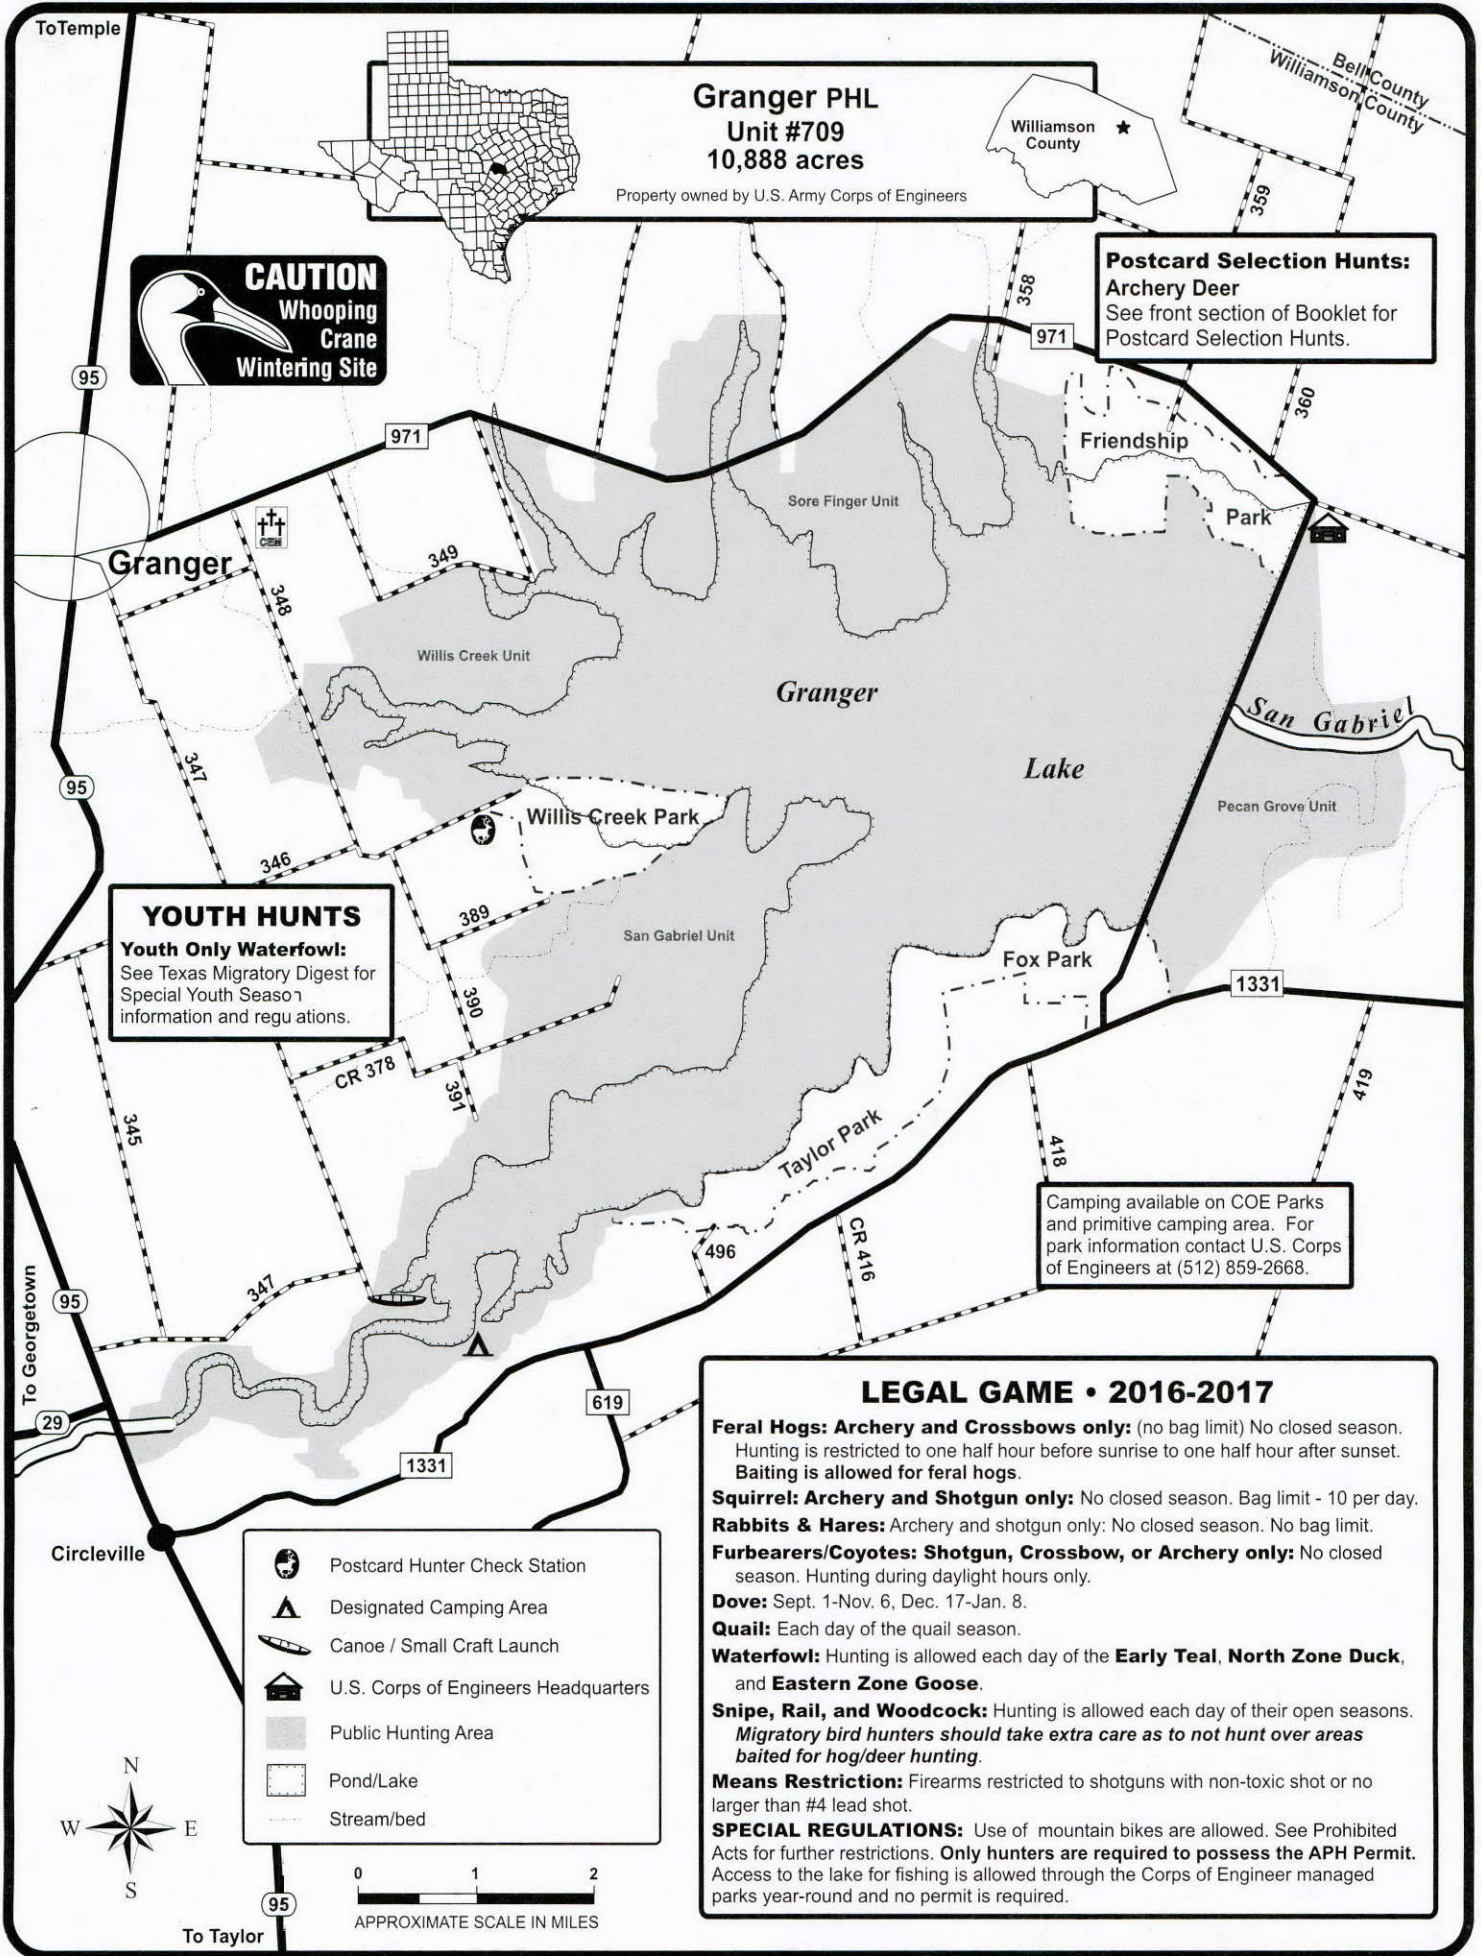 ToTemple
Bell County
Williamson County
Granger PHL
Unit #709
10,888 acres
Property owned by U.S. Army Corps of Engineers
Williamson
County
359
CAUTION
Whooping
Crane
Wintering Site
Postcard Selection Hunts:
Archery Deer
See front section of Booklet for
Postcard Selection Hunts.
358
971
95
360
971
Friendship
Sore Finger Unit
Park
CEM
Granger
349
348
Willis Creek Unit
Granger
San Gabriel
347
Lake
95
Pecan Grove Unit
Willis Creek Park
346
YOUTH HUNTS
Youth Only Waterfowl:
See Texas Migratory Digest for
Special Youth Season
information and regu ations.
389
San Gabriel Unit
Fox Park
1331
390
CR 378
391
345
419
Taylor Park
418
Camping available on COE Parks
and primitive camping area. For
park information contact U.S. Corps
of Engineers at (512) 859-2668.
496
CR 416
347
To Georgetown
95
29
619
1331
Circleville
LEGAL GAME • 2016-2017
Feral Hogs: Archery and Crossbows only: (no bag limit) No closed season.
Hunting is restricted to one half hour before sunrise to one half hour after sunset.
Baiting is allowed for feral hogs.
Squirrel: Archery and Shotgun only: No closed season. Bag limit - 10 per day.
Rabbits & Hares: Archery and shotgun only: No closed season. No bag limit.
Furbearers/Coyotes: Shotgun, Crossbow, or Archery only: No closed
season. Hunting during daylight hours only.
Dove: Sept. 1-Nov. 6, Dec. 17-Jan. 8.
Quail: Each day of the quail season.
Waterfowl: Hunting is allowed each day of the Early Teal, North Zone Duck,
and Eastern Zone Goose.
Snipe, Rail, and Woodcock: Hunting is allowed each day of their open seasons.
Migratory bird hunters should take extra care as to not hunt over areas
baited for hog/deer hunting.
Means Restriction: Firearms restricted to shotguns with non-toxic shot or no
larger than #4 lead shot.
SPECIAL REGULATIONS: Use of mountain bikes are allowed. See Prohibited
Acts for further restrictions. Only hunters are required to possess the APH Permit.
Access to the lake for fishing is allowed through the Corps of Engineer managed
parks year-round and no permit is required.
Postcard Hunter Check Station
Designated Camping Area
Canoe / Small Craft Launch
U.S. Corps of Engineers Headquarters
Public Hunting Area
Pond/Lake
Stream/bed
N
W E
S
0 1 2
APPROXIMATE SCALE IN MILES
95
To Taylor